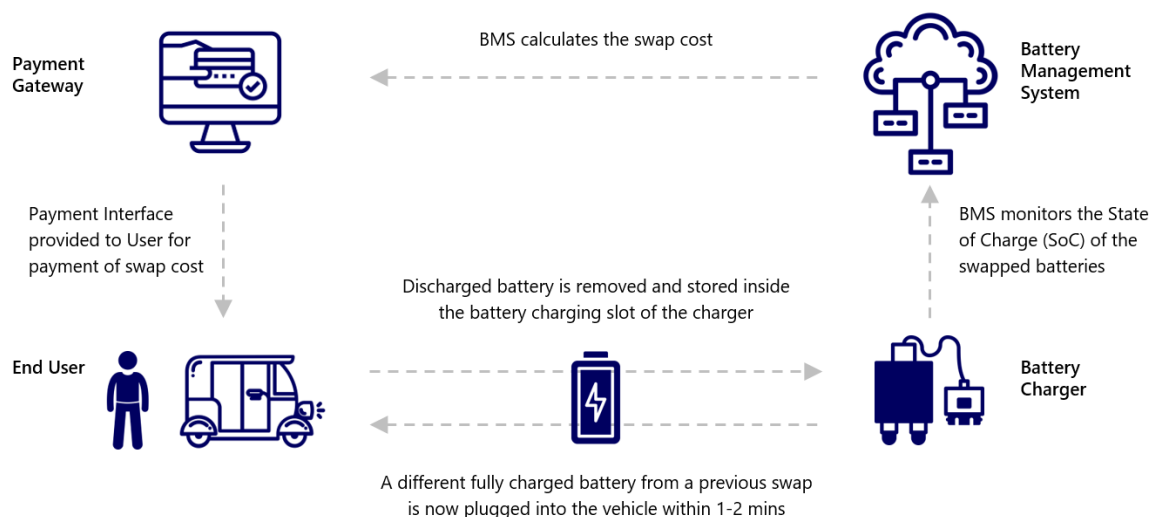 BMS calculates the swap cost
Payment
Gateway
Battery
Management
System
Payment Interface
provided to User for
payment of swap cost
BMS monitors the State
of Charge (SoC) of the
swapped batteries
Discharged battery is removed and stored inside
the battery charging slot of the charger
End User
Battery
Charger
A different fully charged battery from a previous swap
is now plugged into the vehicle within 1-2 mins